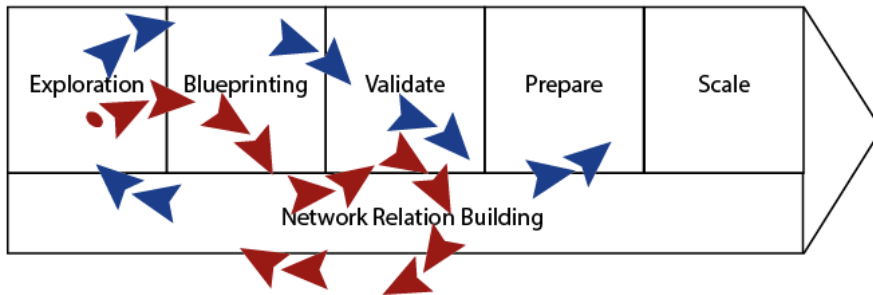 Exploration
Blueprinting
Validate
Prepare
Scale
Network Relation Building